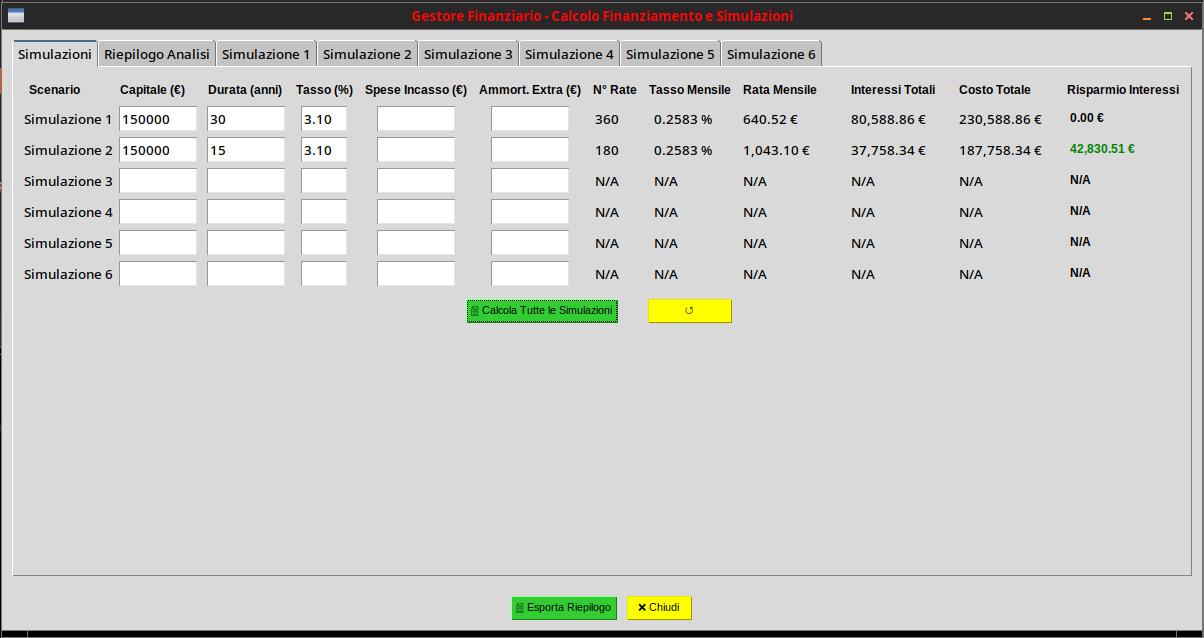 Gestore Finanziario - Calcolo Finanziamento e Simulazioni
Simulazioni Riepilogo Analisi Simulazione 1 Simulazione 2 Simulazione 3 Simulazione 4 Simulazione 5 Simulazione 6
Scenario Capitale (€) Durata (anni) Tasso (%) Spese Incasso (€) Ammort. Extra (€) N° Rate Tasso Mensile Rata Mensile Interessi Totali Costo Totale Risparmio Interessi
Simulazione 1 150000 30 3.10 360 0.2583 % 640.52 € 80,588.86 € 230,588.86 € 0.00 €
Simulazione 2 150000 15 3.10 180 0.2583 % 1,043.10 € 37,758.34 € 187,758.34 € 42,830.51 €
Simulazione 3 N/A N/A N/A N/A N/A N/A
Simulazione 4 N/A N/A N/A N/A N/A N/A
Simulazione 5 N/A N/A N/A N/A N/A N/A
Simulazione 6 N/A N/A N/A N/A N/A N/A
Calcola Tutte le Simulazioni ↺
Esporta Riepilogo Chiudi